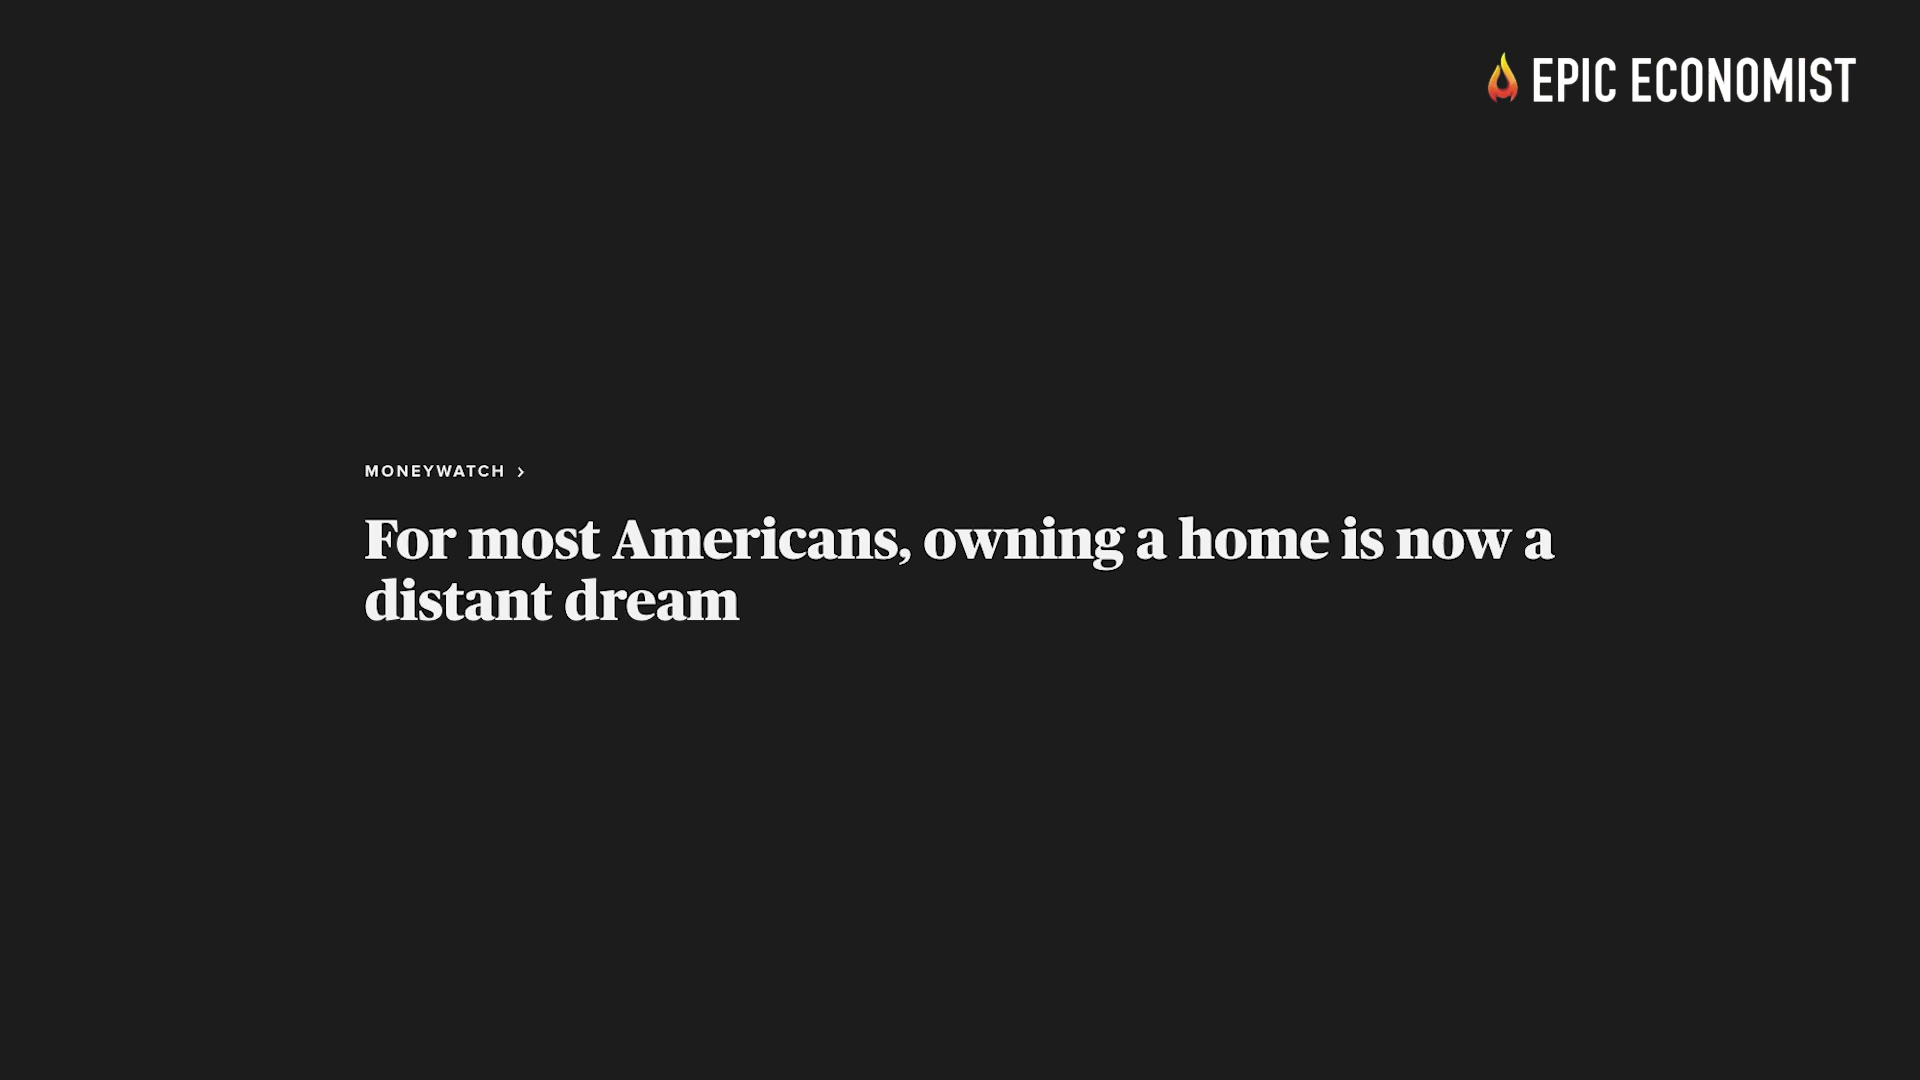 EPIC ECONOMIST
MONEYWATCH >
For most Americans, owning a home is now a
distant dream